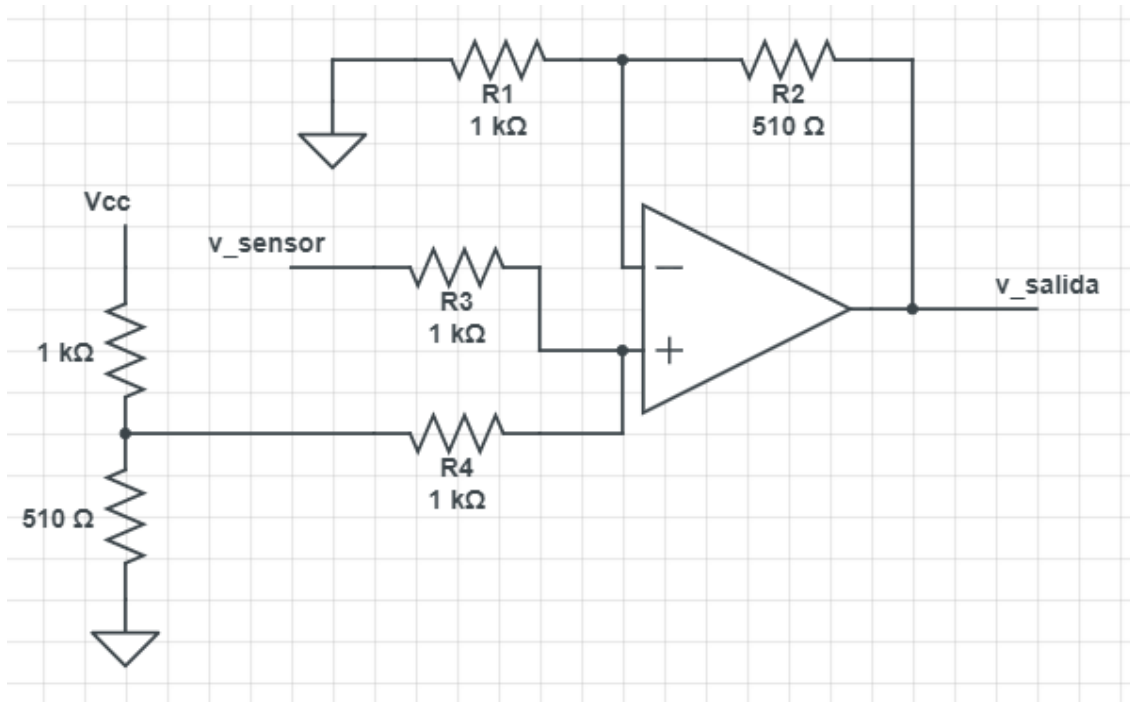 R1
1 kΩ
R2
510 Ω
Vcc
v_sensor
R3
1 kΩ
v_salida
1 kΩ
R4
1 kΩ
510 Ω
−
+